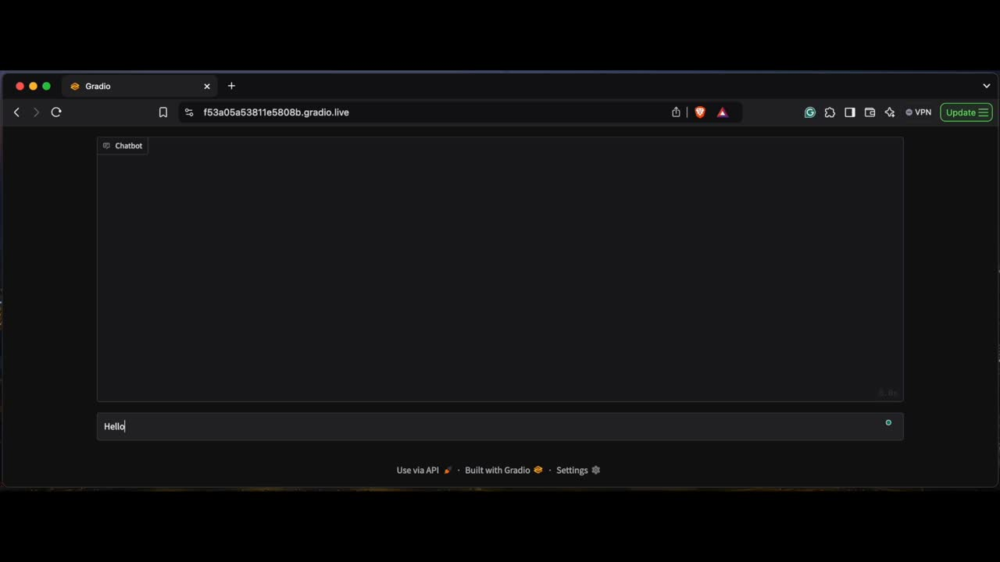 Gradio
f53a05a53811e5808b.gradio.live
VPN
Update
Chatbot
Hello
Use via API · Built with Gradio · Settings